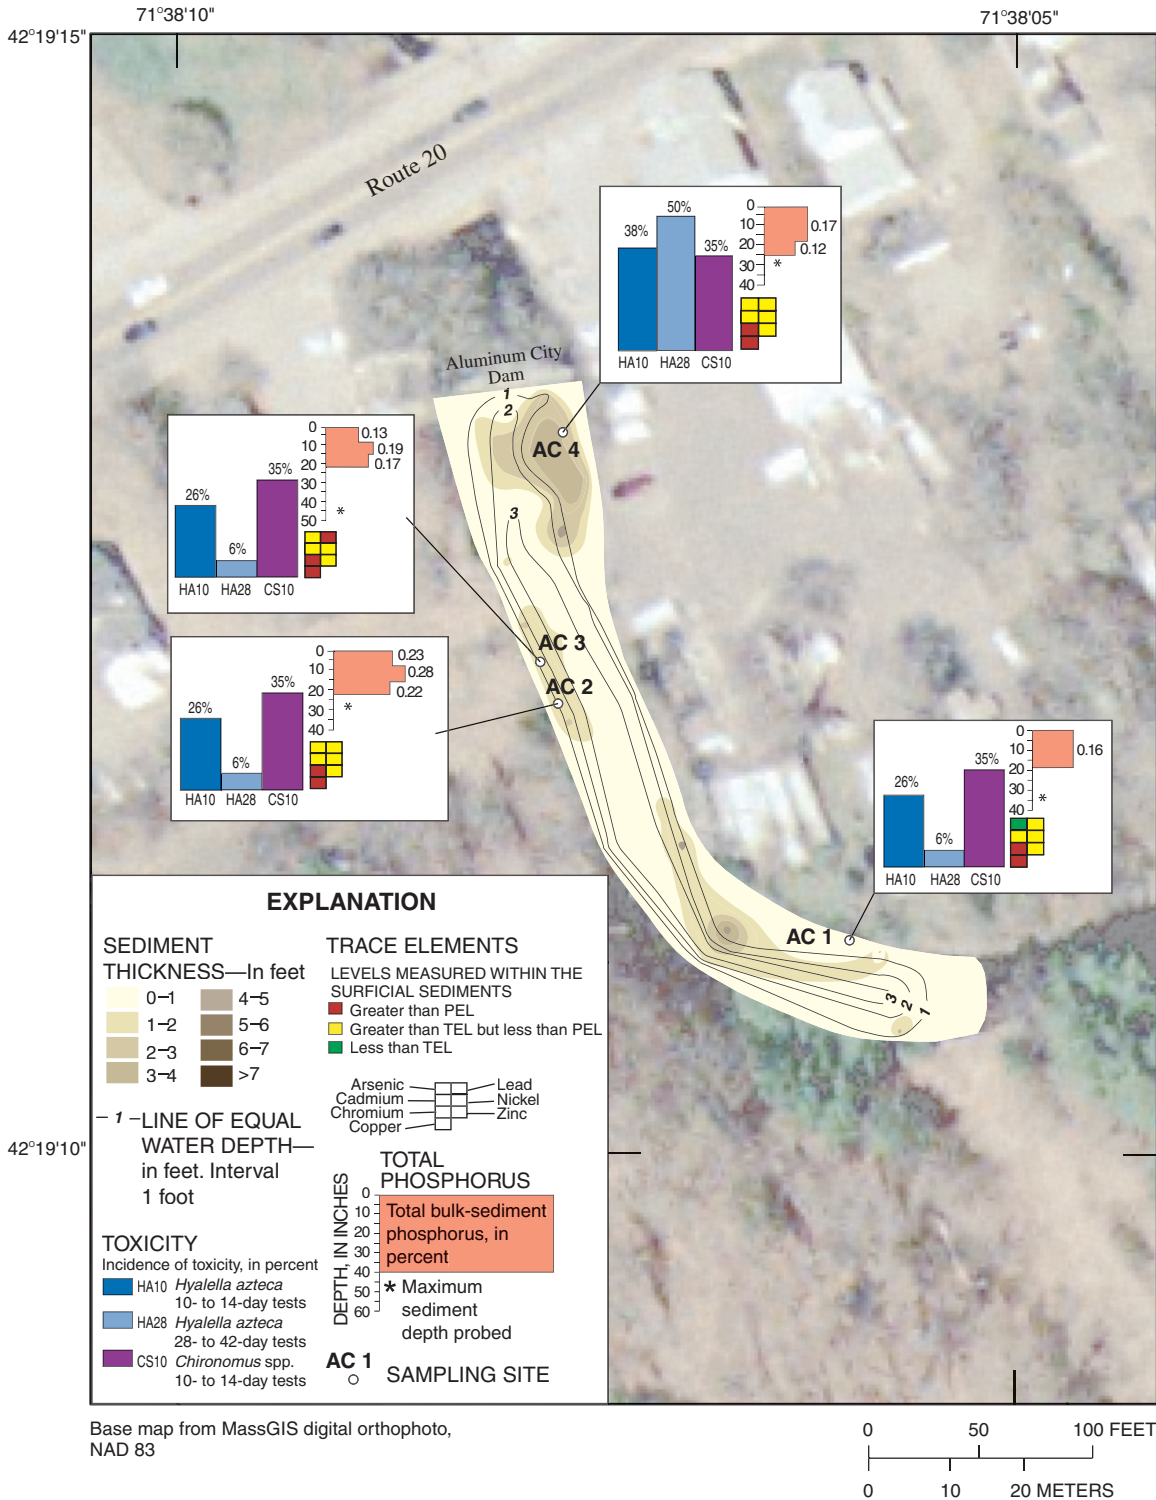 71°38'10"
71°38'05"
42°19'15"
Route 20
50%
38%
35%
HA10 HA28 CS10
0
10
20
30
40
0.17
0.12
*
Aluminum City
Dam
1
2
AC 4
3
26%
6%
35%
HA10 HA28 CS10
0
10
20
30
40
50
0.13
0.19
0.17
*
AC 3
AC 2
26%
6%
35%
HA10 HA28 CS10
0
10
20
30
40
0.23
0.28
0.22
*
26%
6%
35%
HA10 HA28 CS10
0
10
20
30
40
0.16
*
AC 1
3
2
1
EXPLANATION
SEDIMENT
THICKNESS—In feet
0–1
1–2
2–3
3–4
4–5
5–6
6–7
>7
– 1 –LINE OF EQUAL
WATER DEPTH—
in feet. Interval
1 foot
TOXICITY
Incidence of toxicity, in percent
HA10 Hyalella azteca
10- to 14-day tests
HA28 Hyalella azteca
28- to 42-day tests
CS10 Chironomus spp.
10- to 14-day tests
TRACE ELEMENTS
LEVELS MEASURED WITHIN THE
SURFICIAL SEDIMENTS
Greater than PEL
Greater than TEL but less than PEL
Less than TEL
Arsenic
Cadmium
Chromium
Copper
Lead
Nickel
Zinc
TOTAL
PHOSPHORUS
DEPTH, IN INCHES
0
10
20
30
40
50
60
Total bulk-sediment
phosphorus, in
percent
* Maximum
sediment
depth probed
AC 1
SAMPLING SITE
42°19'10"
Base map from MassGIS digital orthophoto,
NAD 83
0 50 100 FEET
0 10 20 METERS